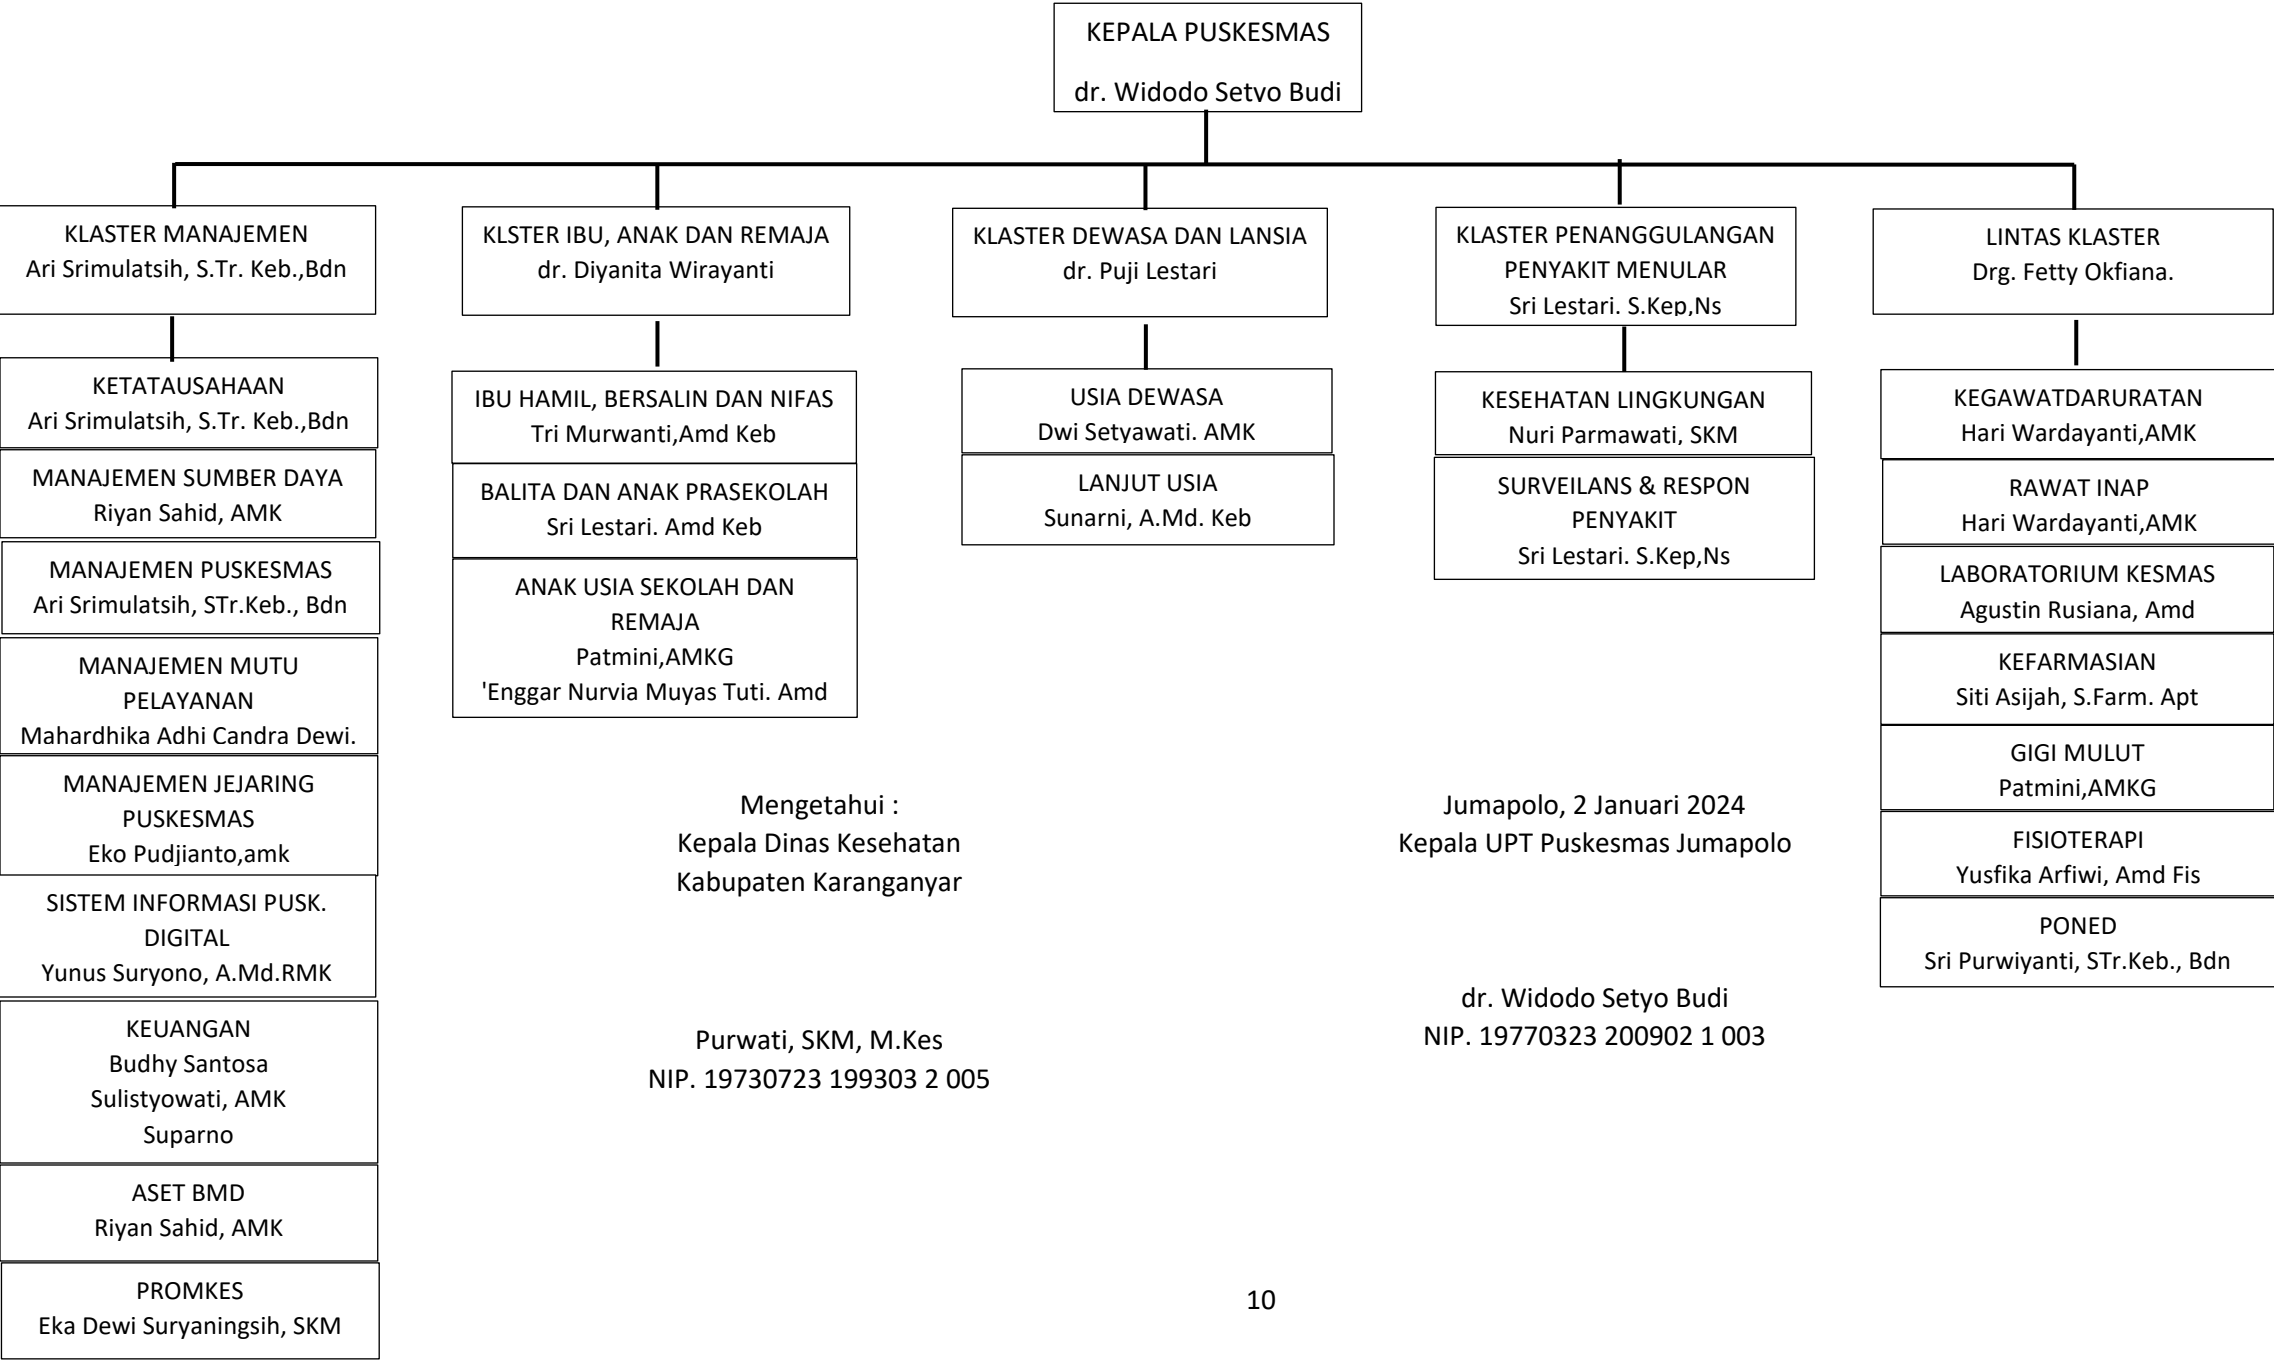 KEPALA PUSKESMAS
dr. Widodo Setyo Budi
KLASTER MANAJEMEN
Ari Srimulatsih, S.Tr. Keb.,Bdn
KETATAUSAHAAN
Ari Srimulatsih, S.Tr. Keb.,Bdn
MANAJEMEN SUMBER DAYA
Riyan Sahid, AMK
MANAJEMEN PUSKESMAS
Ari Srimulatsih, STr.Keb., Bdn
MANAJEMEN MUTU
PELAYANAN
Mahardhika Adhi Candra Dewi.
MANAJEMEN JEJARING
PUSKESMAS
Eko Pudjianto,amk
SISTEM INFORMASI PUSK.
DIGITAL
Yunus Suryono, A.Md.RMK
KEUANGAN
Budhy Santosa
Sulistyowati, AMK
Suparno
ASET BMD
Riyan Sahid, AMK
PROMKES
Eka Dewi Suryaningsih, SKM
KLSTER IBU, ANAK DAN REMAJA
dr. Diyanita Wirayanti
IBU HAMIL, BERSALIN DAN NIFAS
Tri Murwanti,Amd Keb
BALITA DAN ANAK PRASEKOLAH
Sri Lestari. Amd Keb
ANAK USIA SEKOLAH DAN
REMAJA
Patmini,AMKG
'Enggar Nurvia Muyas Tuti. Amd
KLASTER DEWASA DAN LANSIA
dr. Puji Lestari
USIA DEWASA
Dwi Setyawati. AMK
LANJUT USIA
Sunarni, A.Md. Keb
KLASTER PENANGGULANGAN
PENYAKIT MENULAR
Sri Lestari. S.Kep,Ns
KESEHATAN LINGKUNGAN
Nuri Parmawati, SKM
SURVEILANS & RESPON
PENYAKIT
Sri Lestari. S.Kep,Ns
LINTAS KLASTER
Drg. Fetty Okfiana.
KEGAWATDARURATAN
Hari Wardayanti,AMK
RAWAT INAP
Hari Wardayanti,AMK
LABORATORIUM KESMAS
Agustin Rusiana, Amd
KEFARMASIAN
Siti Asijah, S.Farm. Apt
GIGI MULUT
Patmini,AMKG
FISIOTERAPI
Yusfika Arfiwi, Amd Fis
PONED
Sri Purwiyanti, STr.Keb., Bdn
Mengetahui :
Kepala Dinas Kesehatan
Kabupaten Karanganyar
Purwati, SKM, M.Kes
NIP. 19730723 199303 2 005
Jumapolo, 2 Januari 2024
Kepala UPT Puskesmas Jumapolo
dr. Widodo Setyo Budi
NIP. 19770323 200902 1 003
10